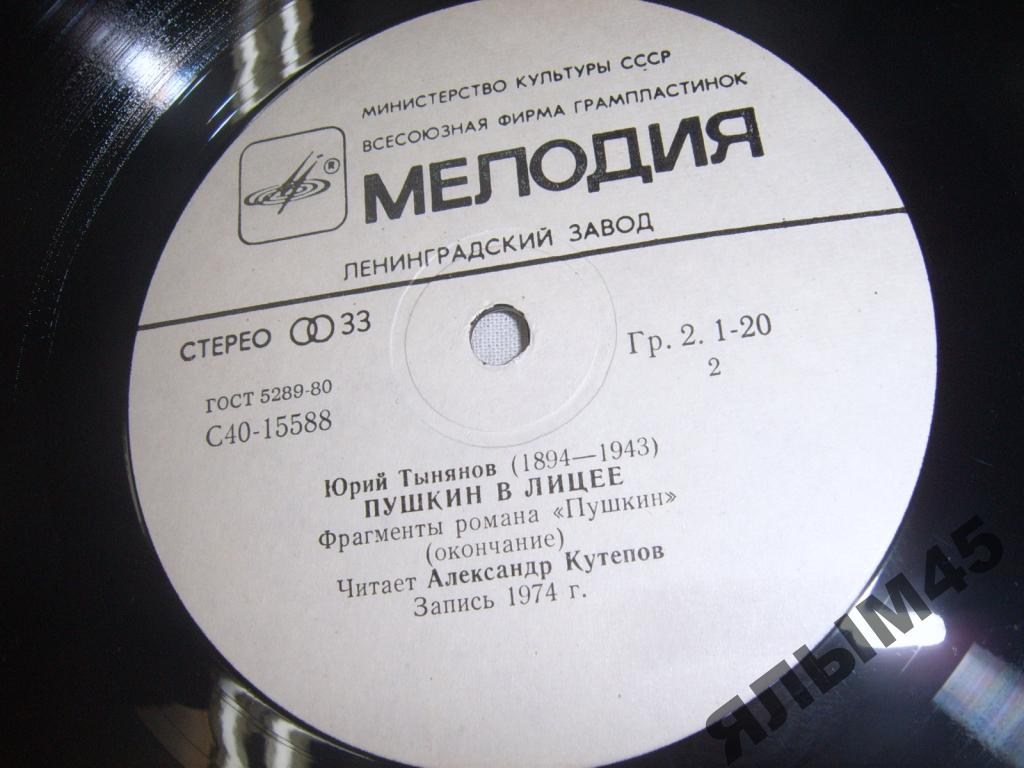 МИНИСТЕРСТВО КУЛЬТУРЫ СССР
ВСЕСОЮЗНАЯ ФИРМА ГРАМПЛАСТИНОК
®
МЕЛОДИЯ
ЛЕНИНГРАДСКИЙ ЗАВОД
СТЕРЕО 33
Гр. 2. 1-20
2
ГОСТ 5289-80
С40-15588
Юрий Тынянов (1894—1943)
ПУШКИН В ЛИЦЕЕ
Фрагменты романа «Пушкин»
(окончание)
Читает Александр Кутепов
Запись 1974 г.
ЯЛЫМ45